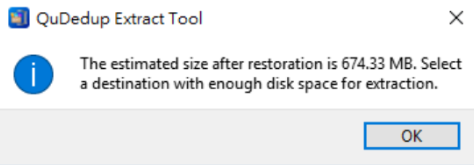 QuDedup Extract Tool
The estimated size after restoration is 674.33 MB. Select
a destination with enough disk space for extraction.
OK